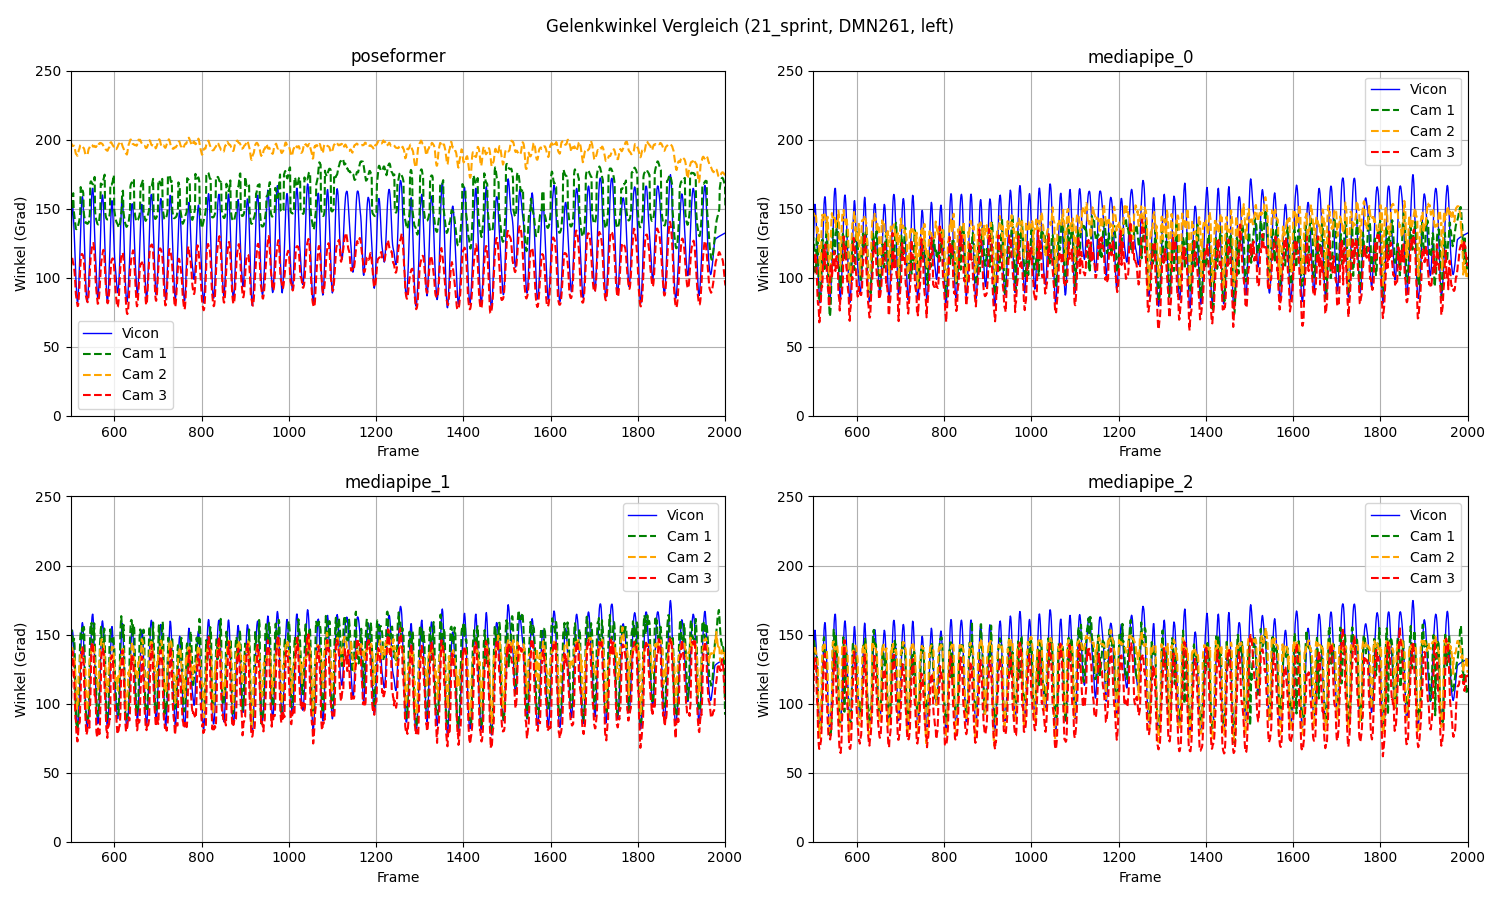 Gelenkwinkel Vergleich (21_sprint, DMN261, left)
poseformer
250
200
150
100
50
0
Winkel (Grad)
Vicon
Cam 1
Cam 2
Cam 3
600 800 1000 1200 1400 1600 1800 2000
Frame
mediapipe_0
250
200
150
100
50
0
Winkel (Grad)
Vicon
Cam 1
Cam 2
Cam 3
600 800 1000 1200 1400 1600 1800 2000
Frame
mediapipe_1
250
200
150
100
50
0
Winkel (Grad)
Vicon
Cam 1
Cam 2
Cam 3
600 800 1000 1200 1400 1600 1800 2000
Frame
mediapipe_2
250
200
150
100
50
0
Winkel (Grad)
Vicon
Cam 1
Cam 2
Cam 3
600 800 1000 1200 1400 1600 1800 2000
Frame